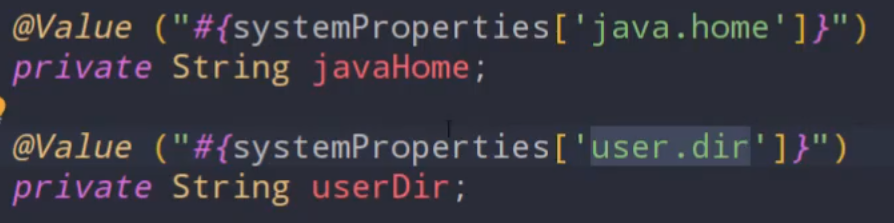 @Value ("#{systemProperties['java.home']}")
private String javaHome;
@Value ("#{systemProperties['user.dir']}")
private String userDir;